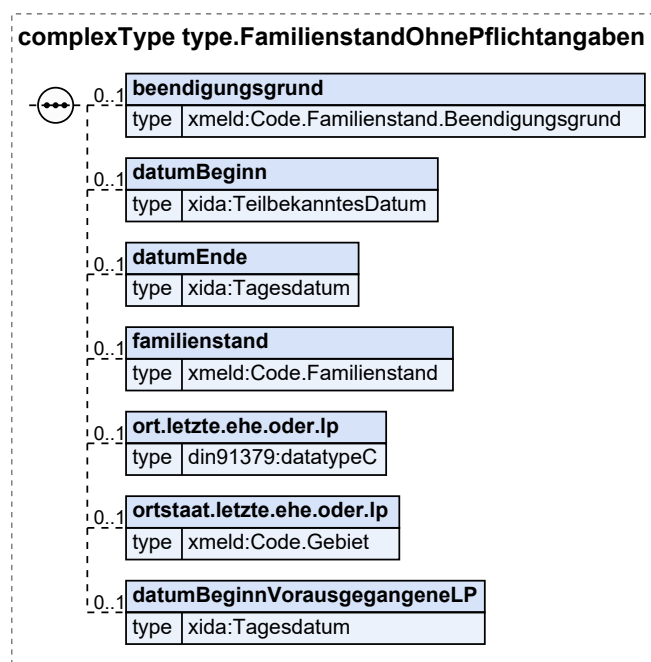 complexType type.FamilienstandOhnePflichtangaben
0..1 beendigungsgrund
type xmeld:Code.Familienstand.Beendigungsgrund
0..1 datumBeginn
type xida:TeilbekanntesDatum
0..1 datumEnde
type xida:Tagesdatum
0..1 familienstand
type xmeld:Code.Familienstand
0..1 ort.letzte.ehe.oder.lp
type din91379:datatypeC
0..1 ortstaat.letzte.ehe.oder.lp
type xmeld:Code.Gebiet
0..1 datumBeginnVorausgegangeneLP
type xida:Tagesdatum